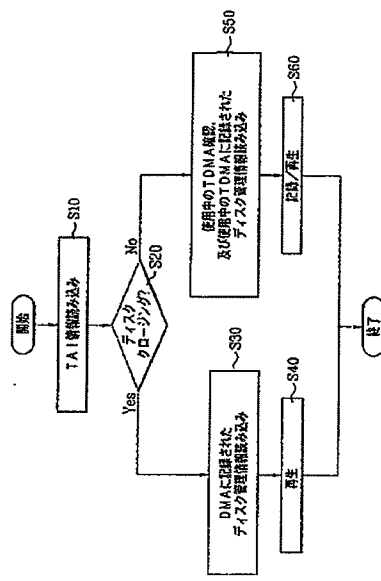 開始
TAI情報読み込み
S10
ディスク
クロージング?
S20
Yes
No
DMAに記録された
ディスク管理情報読み込み
S30
再生
S40
使用中のTDMA確認,
及び使用中のTDMAに記録された
ディスク管理情報読み込み
S50
記録/再生
S60
終了